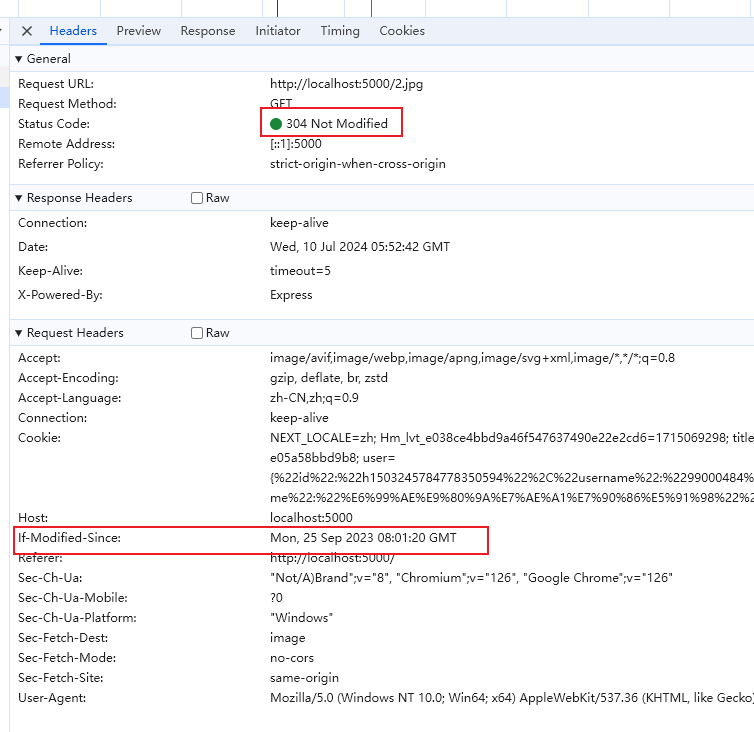 Headers Preview Response Initiator Timing Cookies
General
Request URL: http://localhost:5000/2.jpg
Request Method: GET
Status Code: 304 Not Modified
Remote Address: [::1]:5000
Referrer Policy: strict-origin-when-cross-origin
Response Headers Raw
Connection: keep-alive
Date: Wed, 10 Jul 2024 05:52:42 GMT
Keep-Alive: timeout=5
X-Powered-By: Express
Request Headers Raw
Accept: image/avif,image/webp,image/apng,image/svg+xml,image/*,*/*;q=0.8
Accept-Encoding: gzip, deflate, br, zstd
Accept-Language: zh-CN,zh;q=0.9
Connection: keep-alive
Cookie: NEXT_LOCALE=zh; Hm_lvt_e038ce4bbd9a46f547637490e22e2cd6=1715069298; title
e05a58bbd9b8; user=
{%22id%22:%22h1503245784778350594%22%2C%22username%22:%2299000484%
me%22:%22%E6%99%AE%E9%80%9A%E7%AE%A1%E7%90%86%E5%91%98%22%2
Host: localhost:5000
If-Modified-Since: Mon, 25 Sep 2023 08:01:20 GMT
Referer: http://localhost:5000/
Sec-Ch-Ua: "Not/A)Brand";v="8", "Chromium";v="126", "Google Chrome";v="126"
Sec-Ch-Ua-Mobile: ?0
Sec-Ch-Ua-Platform: "Windows"
Sec-Fetch-Dest: image
Sec-Fetch-Mode: no-cors
Sec-Fetch-Site: same-origin
User-Agent: Mozilla/5.0 (Windows NT 10.0; Win64; x64) AppleWebKit/537.36 (KHTML, like Gecko)